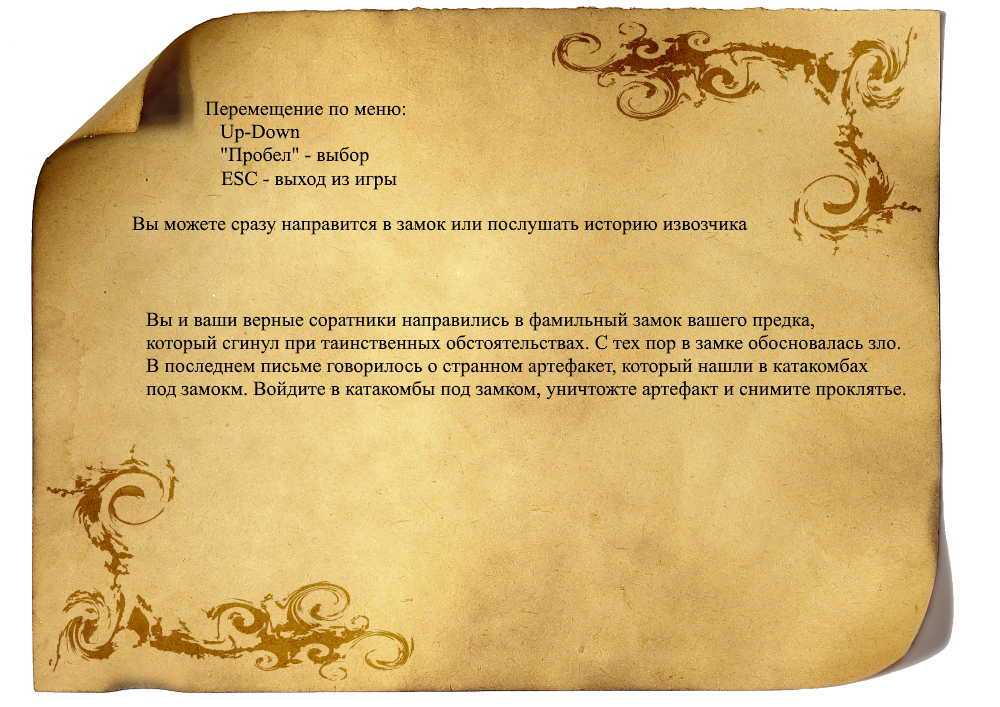 Перемещение по меню:
Up-Down
"Пробел" - выбор
ESC - выход из игры
Вы можете сразу направится в замок или послушать историю извозчика
Вы и ваши верные соратники направились в фамильный замок вашего предка,
который сгинул при таинственных обстоятельствах. С тех пор в замке обосновалась зло.
В последнем письме говорилось о странном артефакет, который нашли в катакомбах
под замокм. Войдите в катакомбы под замком, уничтожте артефакт и снимите проклятье.